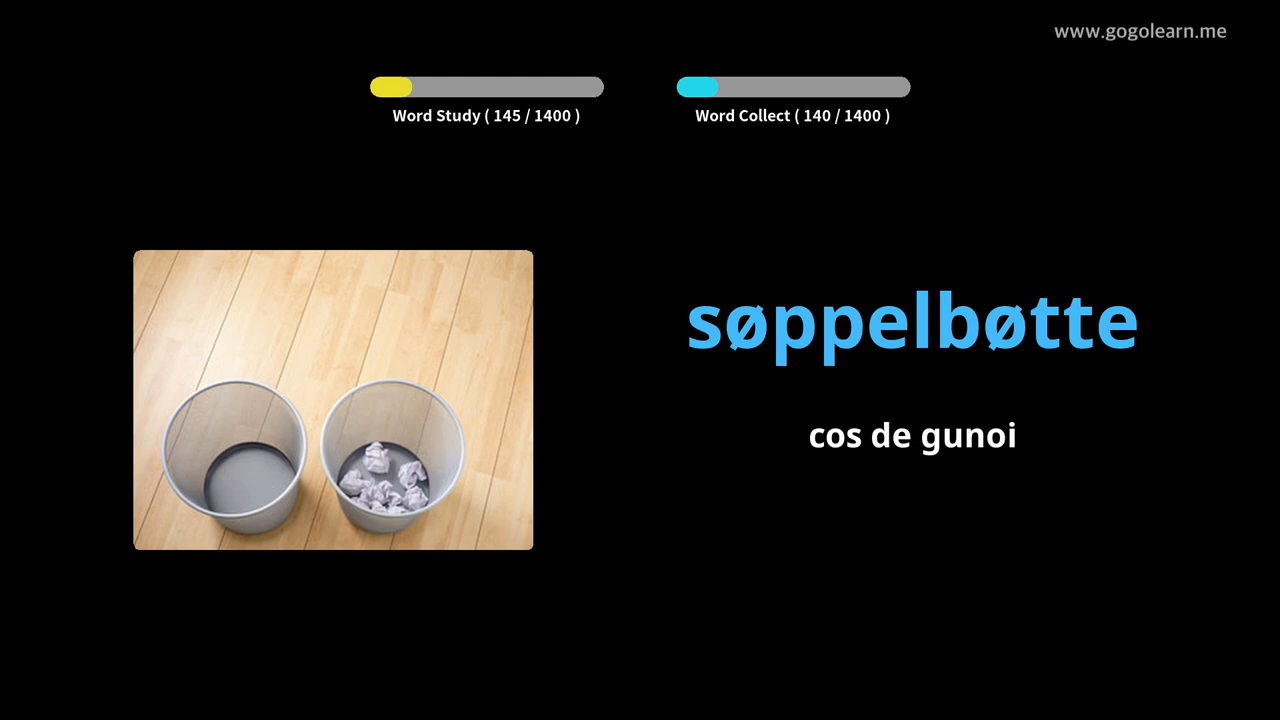 www.gogolearn.me
Word Study ( 145 / 1400 )
Word Collect ( 140 / 1400 )
søppelbøtte
cos de gunoi